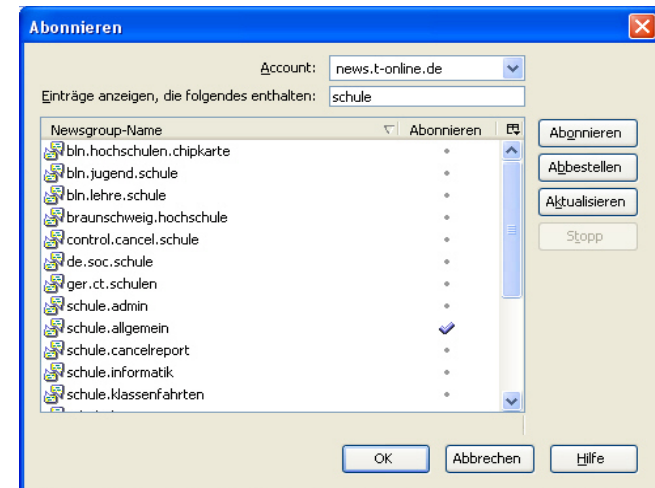 Abonnieren
Account: news.t-online.de
Einträge anzeigen, die folgendes enthalten: schule
Newsgroup-Name Abonnieren
bln.hochschulen.chipkarte
bln.jugend.schule
bln.lehre.schule
braunschweig.hochschule
control.cancel.schule
de.soc.schule
ger.ct.schulen
schule.admin
schule.allgemein
schule.cancelreport
schule.informatik
schule.klassenfahrten
Abonnieren
Abbestellen
Aktualisieren
Stopp
OK Abbrechen Hilfe